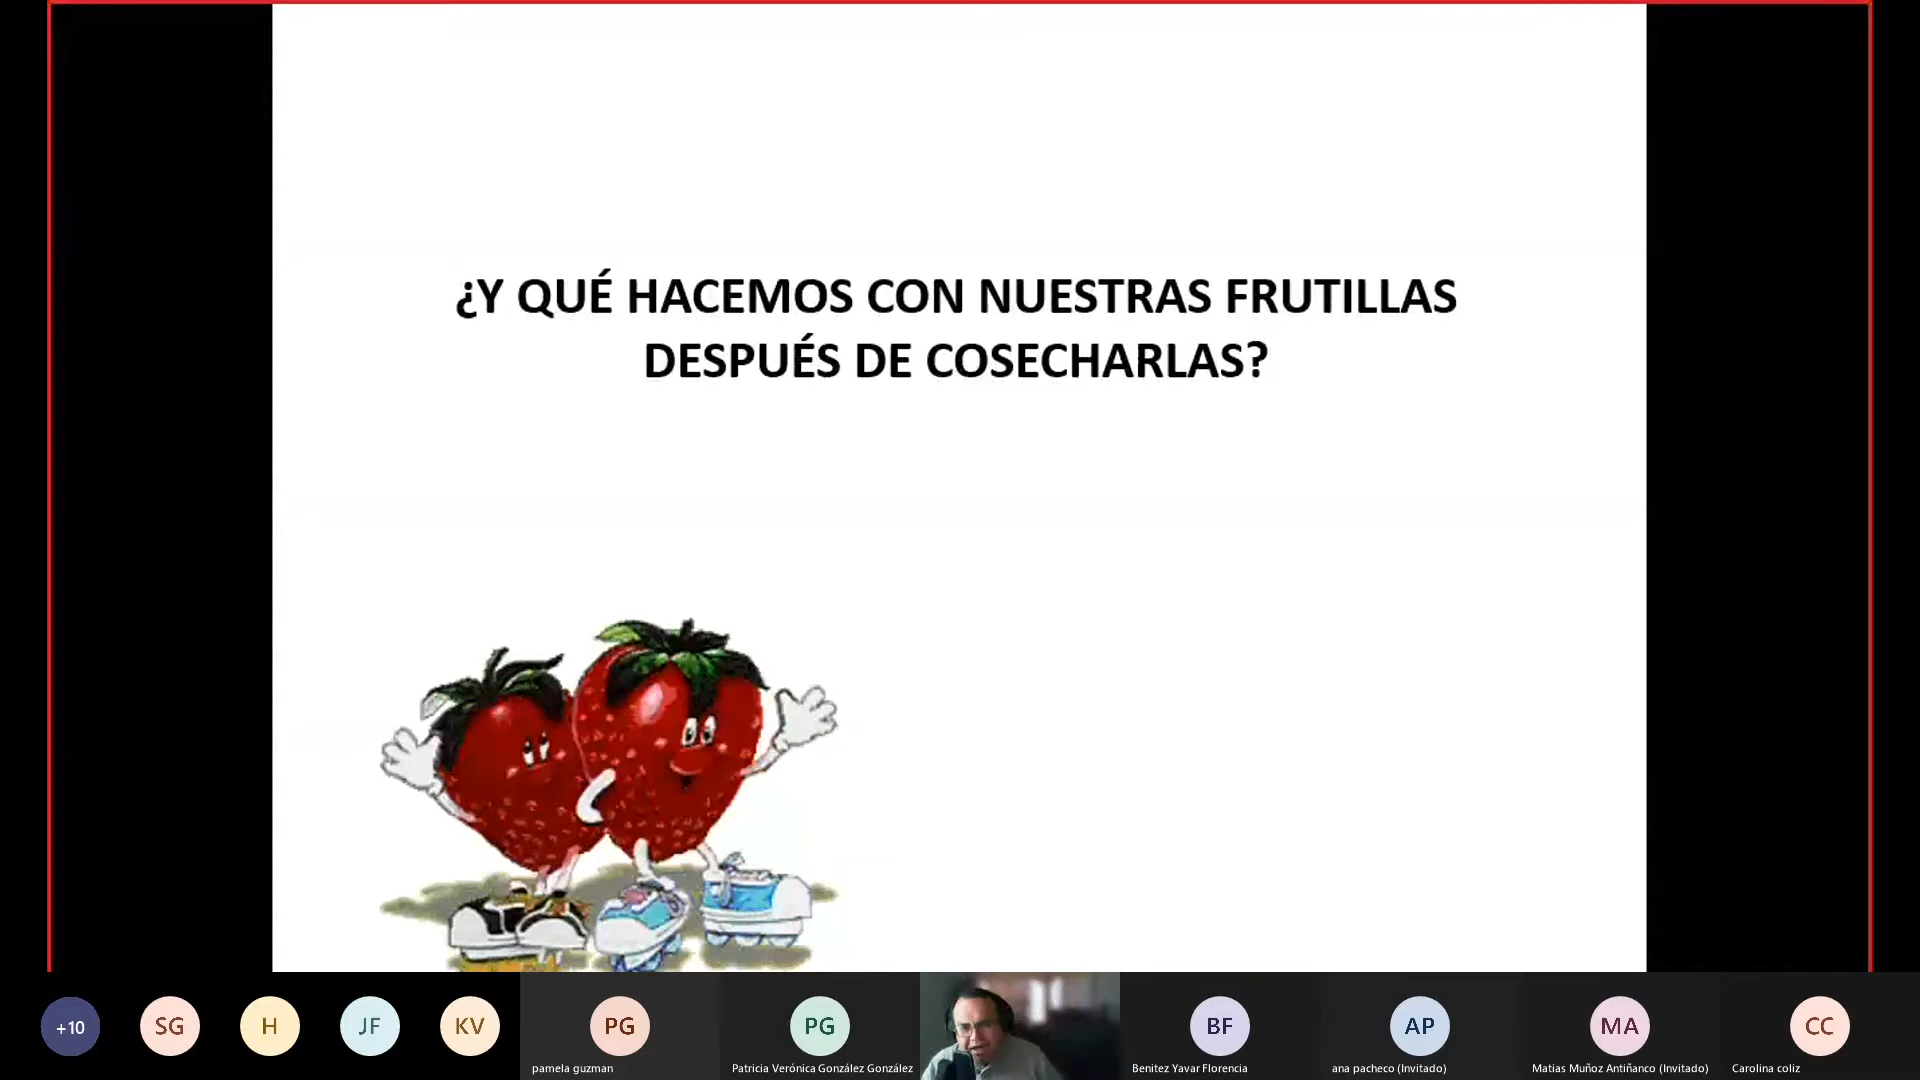 ¿Y QUÉ HACEMOS CON NUESTRAS FRUTILLAS
DESPUÉS DE COSECHARLAS?
+10
SG
H
JF
KV
PG
PG
BF
AP
MA
CC
pamela guzman
Patricia Verónica González González
Benitez Yavar Florencia
ana pacheco (Invitado)
Matias Muñoz Antiñanco (Invitado)
Carolina coliz